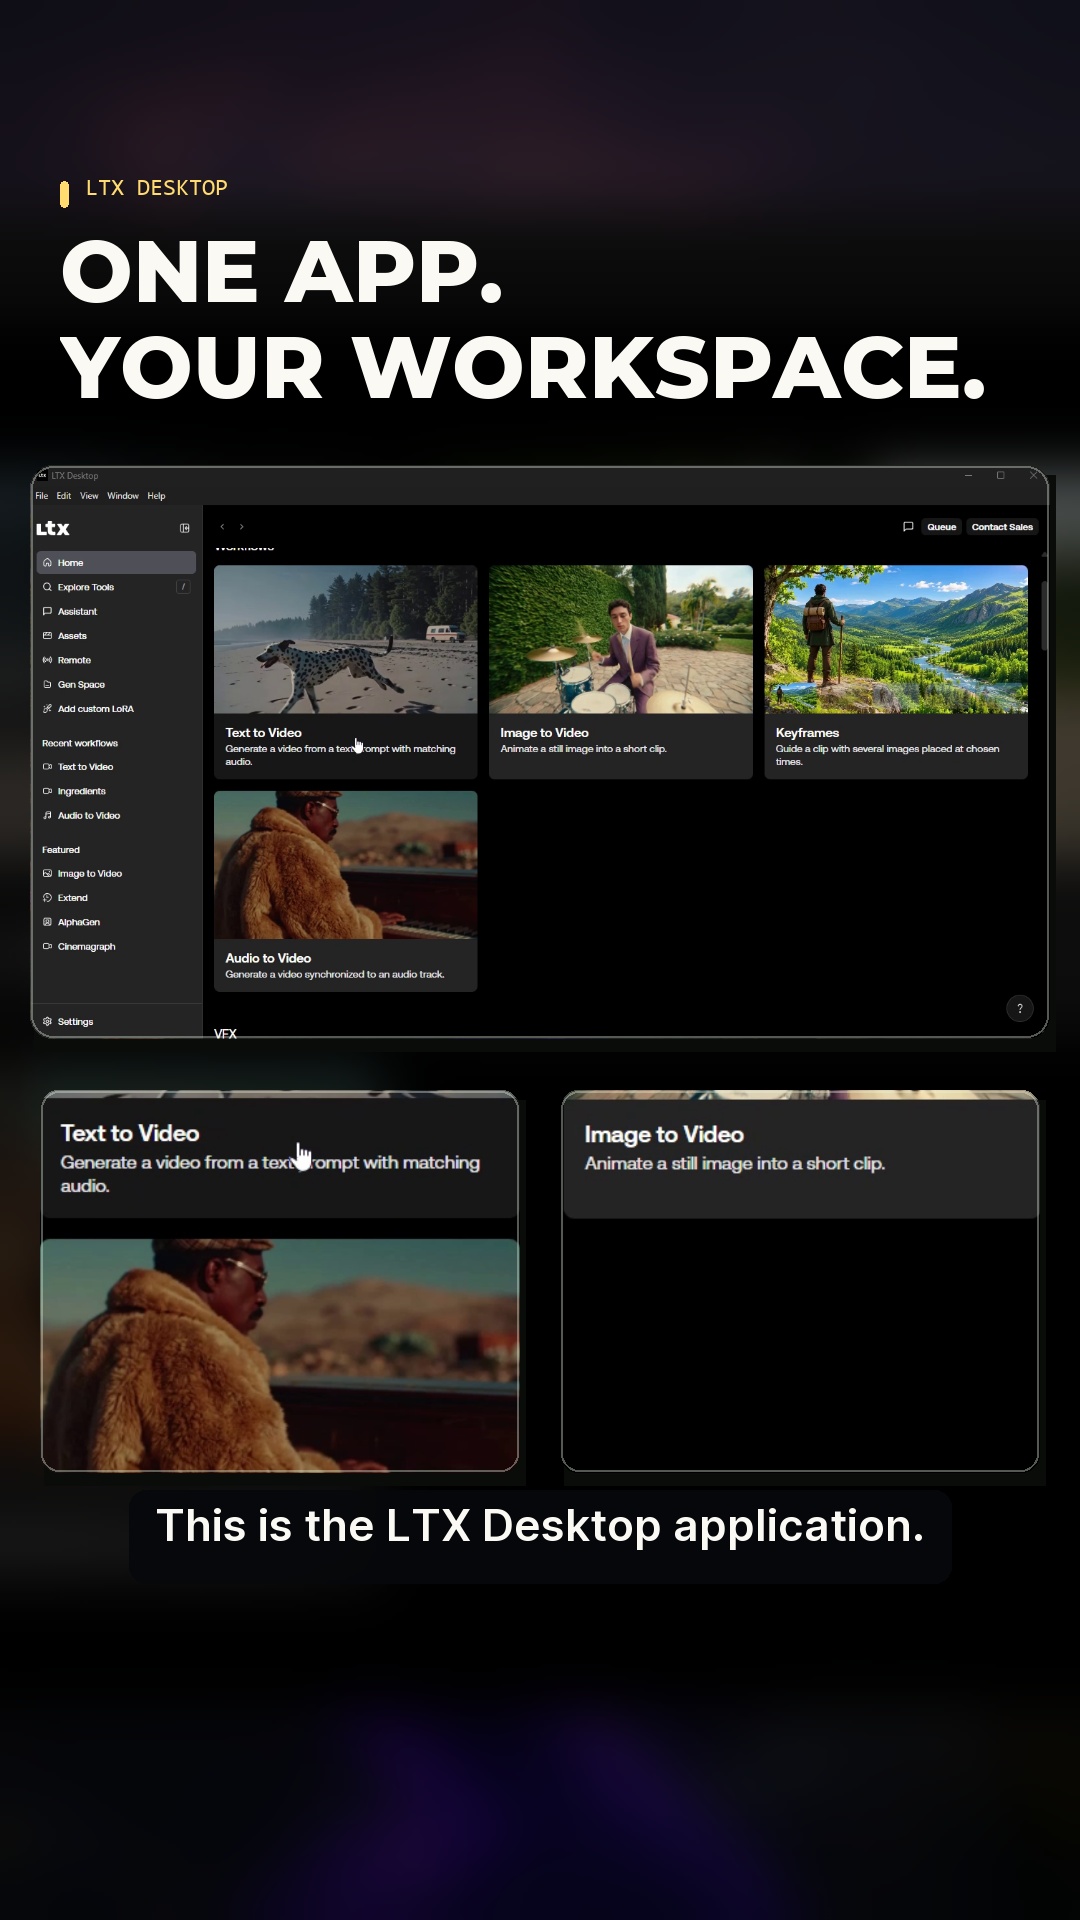 LTX DESKTOP
ONE APP.
YOUR WORKSPACE.
LTX Desktop
File Edit View Window Help
LTX
Queue
Contact Sales
Home
Explore Tools /
Assistant
Assets
Remote
Gen Space
Add custom LoRA
Recent workflows
Text to Video
Ingredients
Audio to Video
Featured
Image to Video
Extend
AlphaGen
Cinemagraph
Settings
Workflows
Text to Video
Generate a video from a text prompt with matching
audio.
Image to Video
Animate a still image into a short clip.
Keyframes
Guide a clip with several images placed at chosen
times.
Audio to Video
Generate a video synchronized to an audio track.
VFX
?
Text to Video
Generate a video from a text prompt with matching
audio.
Image to Video
Animate a still image into a short clip.
This is the LTX Desktop application.